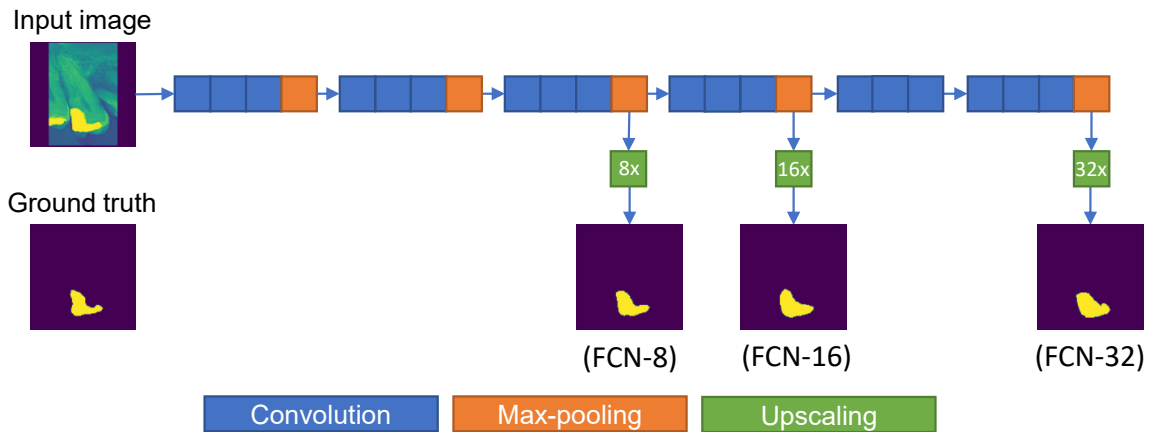 Input image
8x
16x
32x
Ground truth
(FCN-8)
(FCN-16)
(FCN-32)
Convolution
Max-pooling
Upscaling